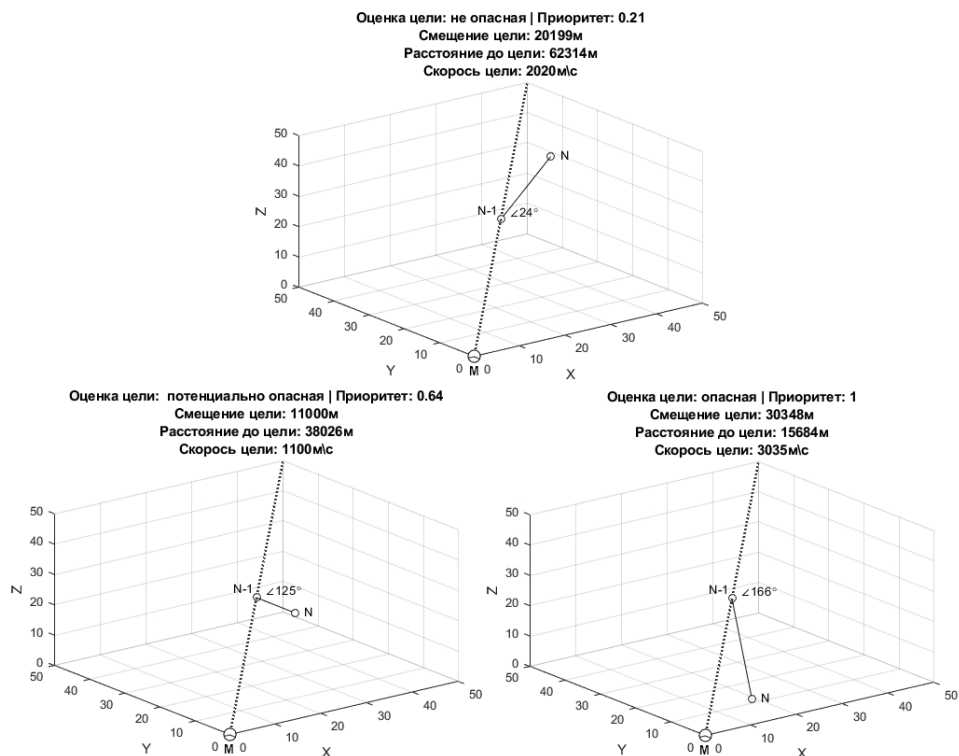 Оценка цели: не опасная | Приоритет: 0.21
Смещение цели: 20199м
Расстояние до цели: 62314м
Скорось цели: 2020м\с
50
40
30
20
10
0
Z
N
N-1
∠24°
50
40
30
20
10
0
Y
M
0
10
20
30
40
50
X
Оценка цели: потенциально опасная | Приоритет: 0.64
Смещение цели: 11000м
Расстояние до цели: 38026м
Скорось цели: 1100м\с
50
40
30
20
10
0
Z
N-1
∠125°
N
50
40
30
20
10
0
Y
M
0
10
20
30
40
50
X
Оценка цели: опасная | Приоритет: 1
Смещение цели: 30348м
Расстояние до цели: 15684м
Скорось цели: 3035м\с
50
40
30
20
10
0
Z
N-1
∠166°
N
50
40
30
20
10
0
Y
M
0
10
20
30
40
50
X